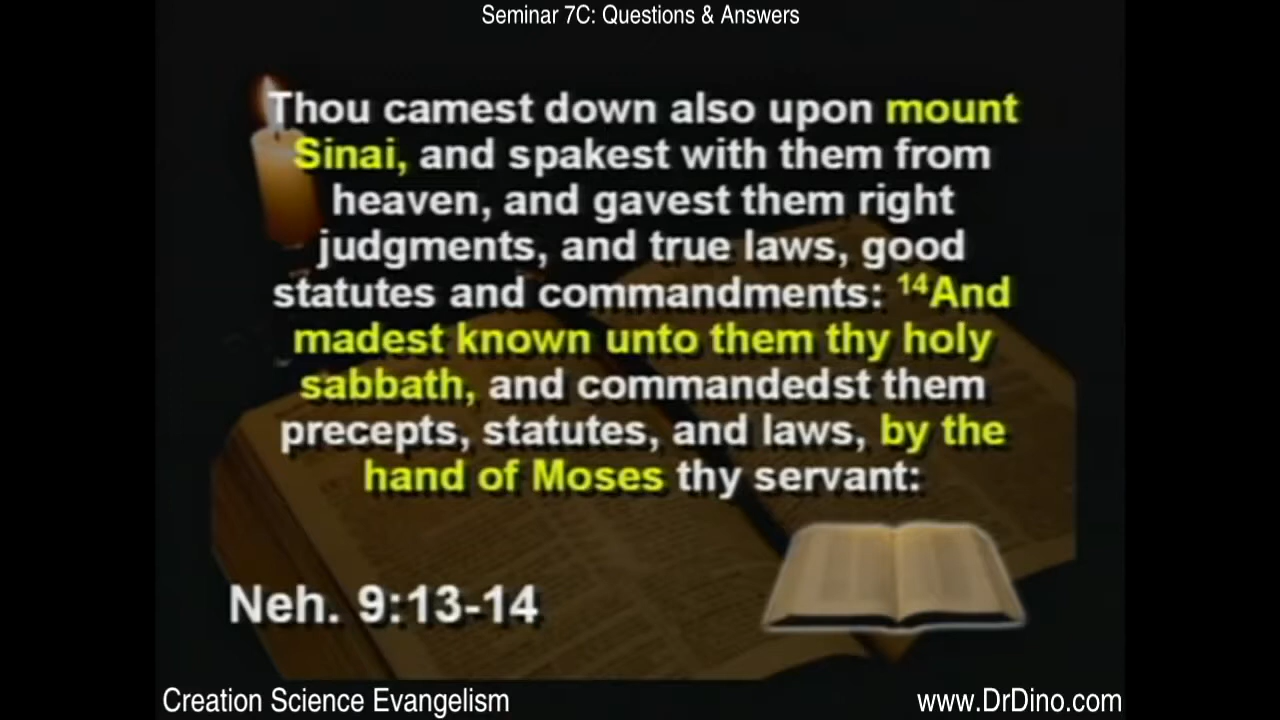 Seminar 7C: Questions & Answers
Thou camest down also upon mount
Sinai, and spakest with them from
heaven, and gavest them right
judgments, and true laws, good
statutes and commandments: ¹⁴And
madest known unto them thy holy
sabbath, and commandedst them
precepts, statutes, and laws, by the
hand of Moses thy servant:
Neh. 9:13-14
Creation Science Evangelism
www.DrDino.com